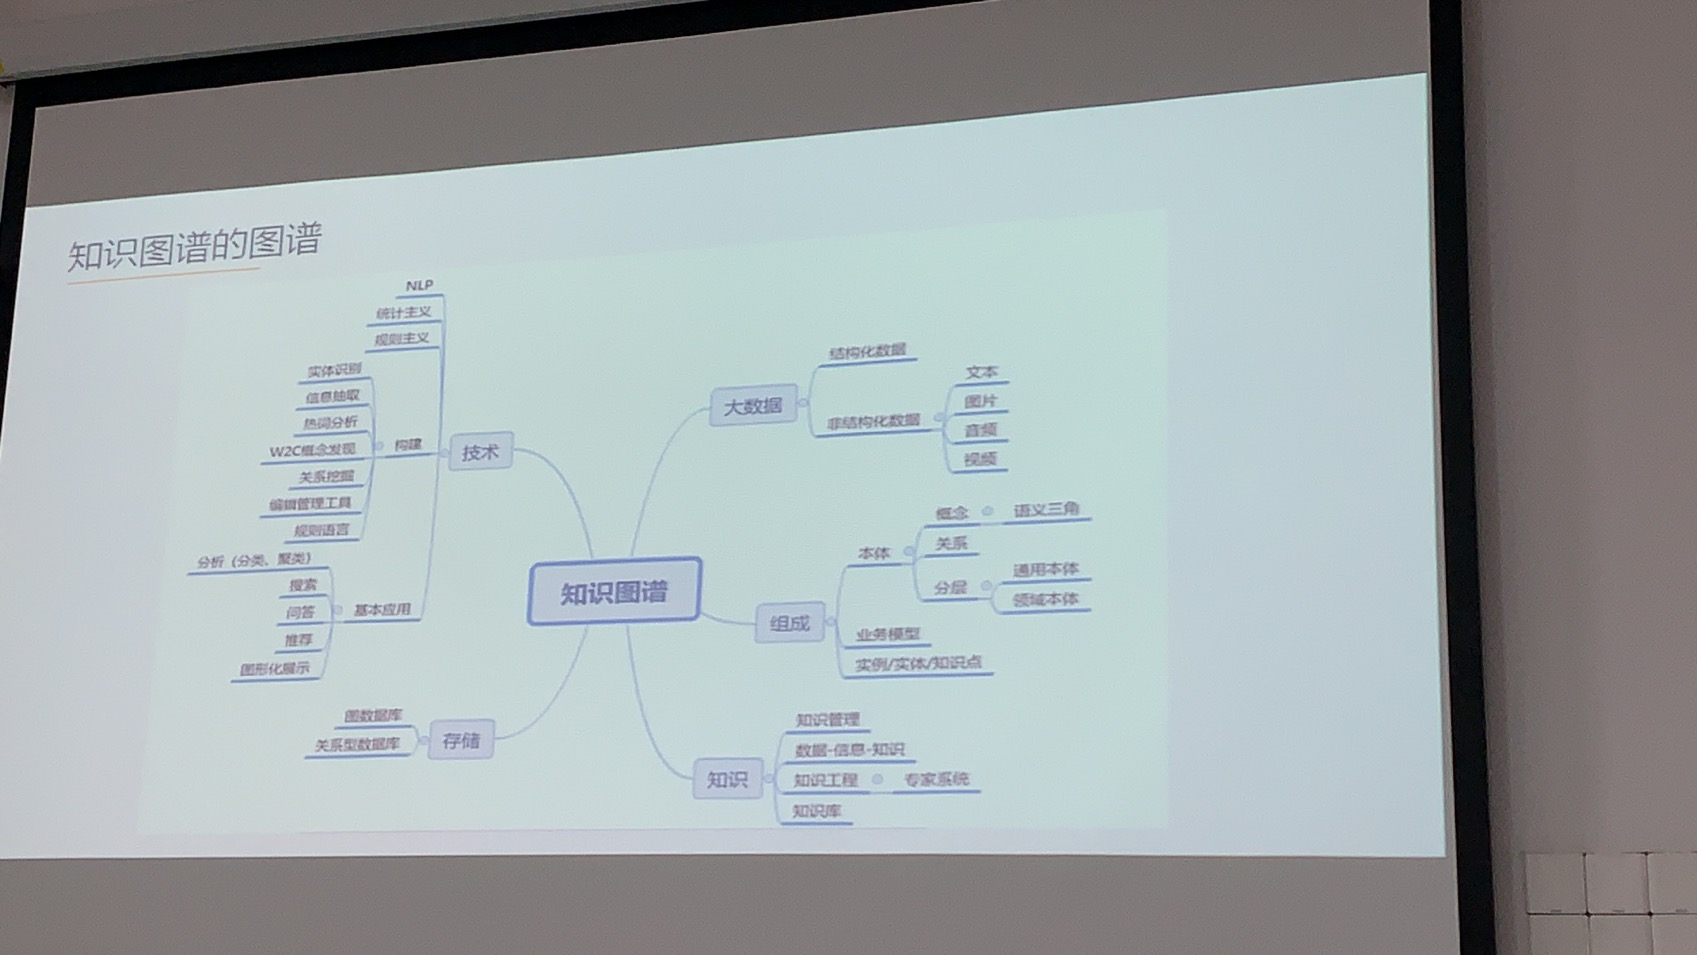 知识图谱的图谱
NLP
统计主义
规则主义
实体识别
信息抽取
热词分析
W2C概念发现
关系挖掘
编辑管理工具
规则语言
构建
技术
分析（分类、聚类）
搜索
问答
推荐
图形化展示
基本应用
图数据库
关系型数据库
存储
知识图谱
大数据
结构化数据
非结构化数据
文本
图片
音频
视频
组成
本体
概念
语义三角
关系
分层
通用本体
领域本体
业务模型
实例/实体/知识点
知识
知识管理
数据-信息-知识
知识工程
专家系统
知识库